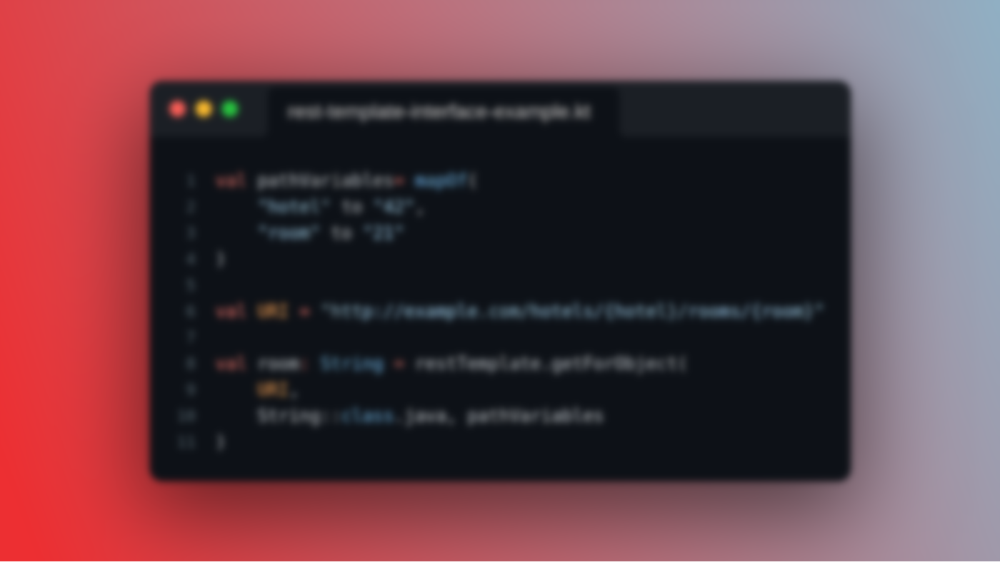 rest-template-interface-example.kt
1 val pathVariables= mapOf(
2     "hotel" to "42",
3     "room" to "21"
4 )
5
6 val URI = "http://example.com/hotels/{hotel}/rooms/{room}"
7
8 val room: String = restTemplate.getForObject(
9     URI,
10     String::class.java, pathVariables
11 )